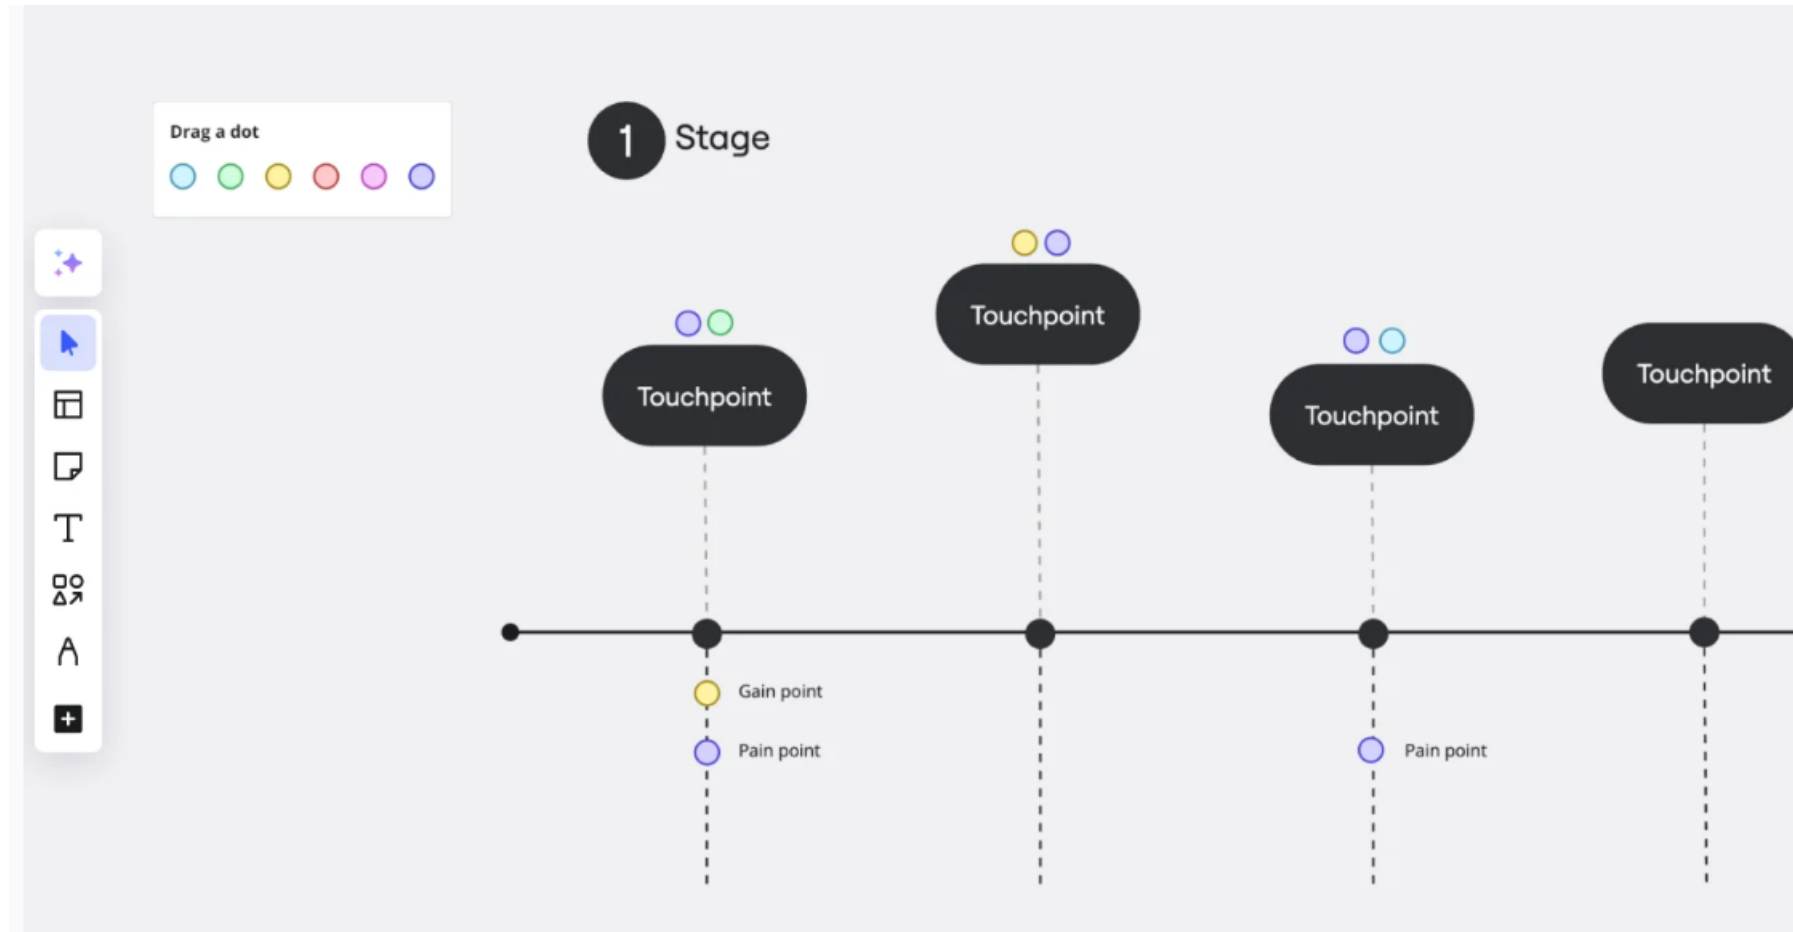 Drag a dot
1 Stage
Touchpoint
Touchpoint
Touchpoint
Touchpoint
Gain point
Pain point
Pain point